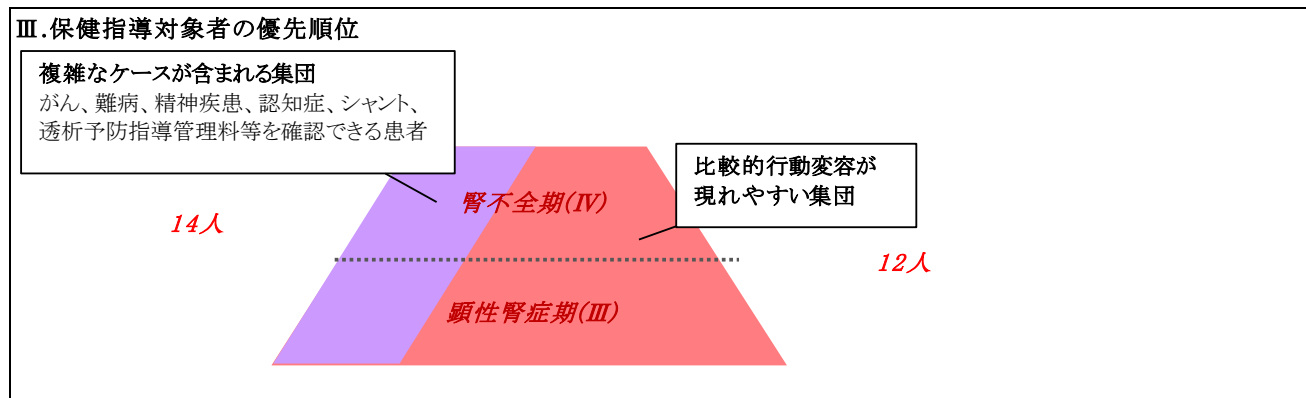 Ⅲ.保健指導対象者の優先順位
複雑なケースが含まれる集団
がん、難病、精神疾患、認知症、シャント、
透析予防指導管理料等を確認できる患者
比較的行動変容が
現れやすい集団
腎不全期(Ⅳ)
14人
12人
顕性腎症期(Ⅲ)